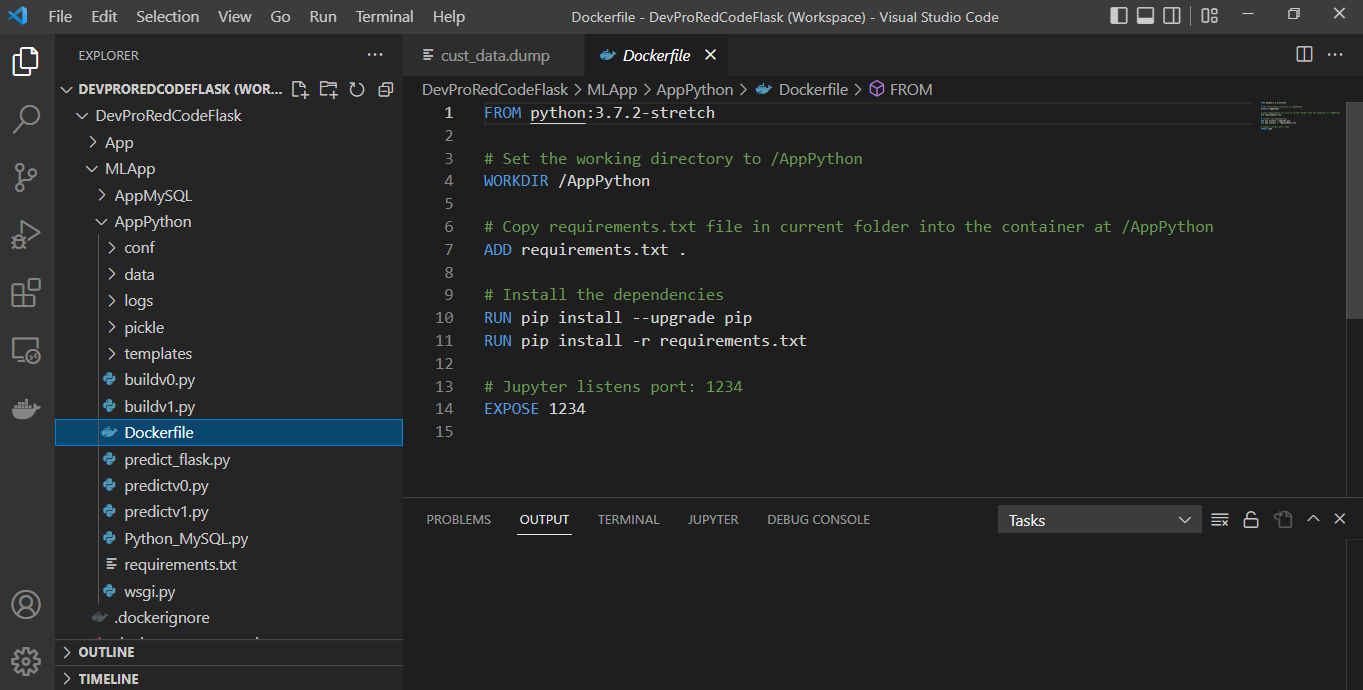 File Edit Selection View Go Run Terminal Help
Dockerfile - DevProRedCodeFlask (Workspace) - Visual Studio Code
EXPLORER
DEVPROREDCODEFLASK (WOR...
DevProRedCodeFlask
App
MLApp
AppMySQL
AppPython
conf
data
logs
pickle
templates
buildv0.py
buildv1.py
Dockerfile
predict_flask.py
predictv0.py
predictv1.py
Python_MySQL.py
requirements.txt
wsgi.py
.dockerignore
OUTLINE
TIMELINE
cust_data.dump
Dockerfile
DevProRedCodeFlask > MLApp > AppPython > Dockerfile > FROM
1 FROM python:3.7.2-stretch
2
3 # Set the working directory to /AppPython
4 WORKDIR /AppPython
5
6 # Copy requirements.txt file in current folder into the container at /AppPython
7 ADD requirements.txt .
8
9 # Install the dependencies
10 RUN pip install --upgrade pip
11 RUN pip install -r requirements.txt
12
13 # Jupyter listens port: 1234
14 EXPOSE 1234
15
PROBLEMS OUTPUT TERMINAL JUPYTER DEBUG CONSOLE
Tasks